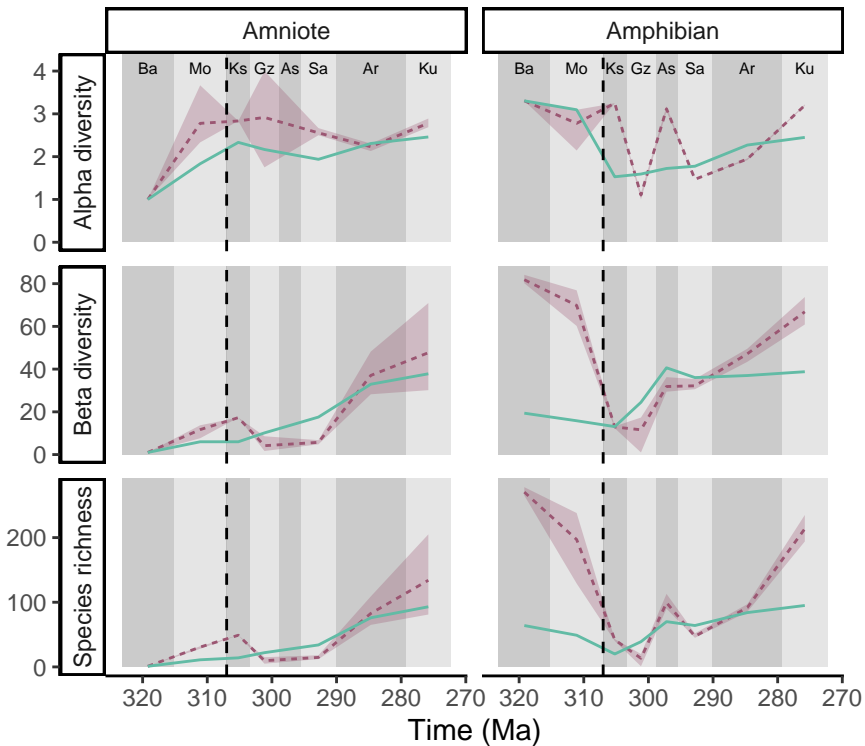 Amniote Amphibian
Ba Mo Ks Gz As Sa Ar Ku Ba Mo Ks Gz As Sa Ar Ku
Alpha diversity
4
3
2
1
0
Beta diversity
80
60
40
20
0
Species richness
200
100
0
320 310 300 290 280 270 320 310 300 290 280 270
Time (Ma)